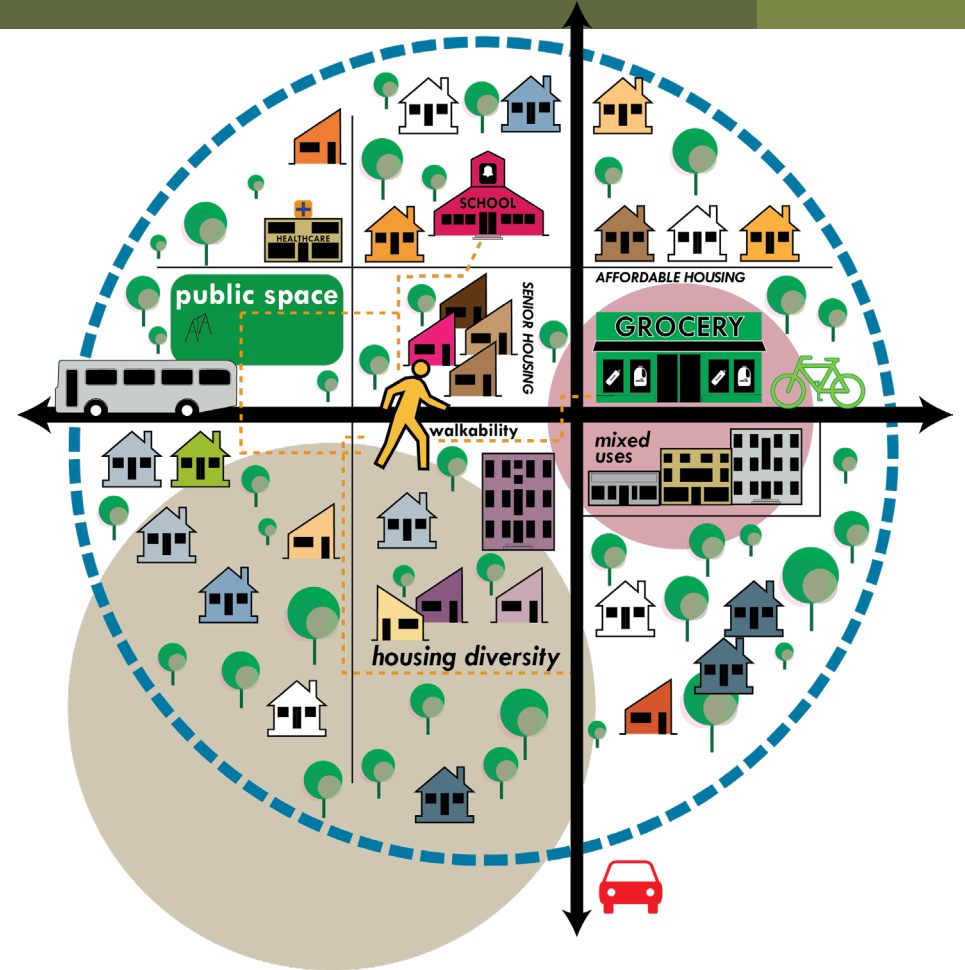 SCHOOL
HEALTHCARE
public space
SENIOR HOUSING
AFFORDABLE HOUSING
GROCERY
walkability
mixed
uses
housing diversity